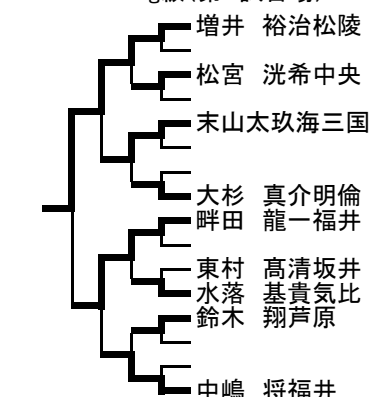 増井 裕治松陵
松宮 洸希中央
末山太玖海三国
大杉 真介明倫
畔田 龍一福井
東村 髙清坂井
水落 基貴気比
鈴木 翔芦原
中嶋 将福井